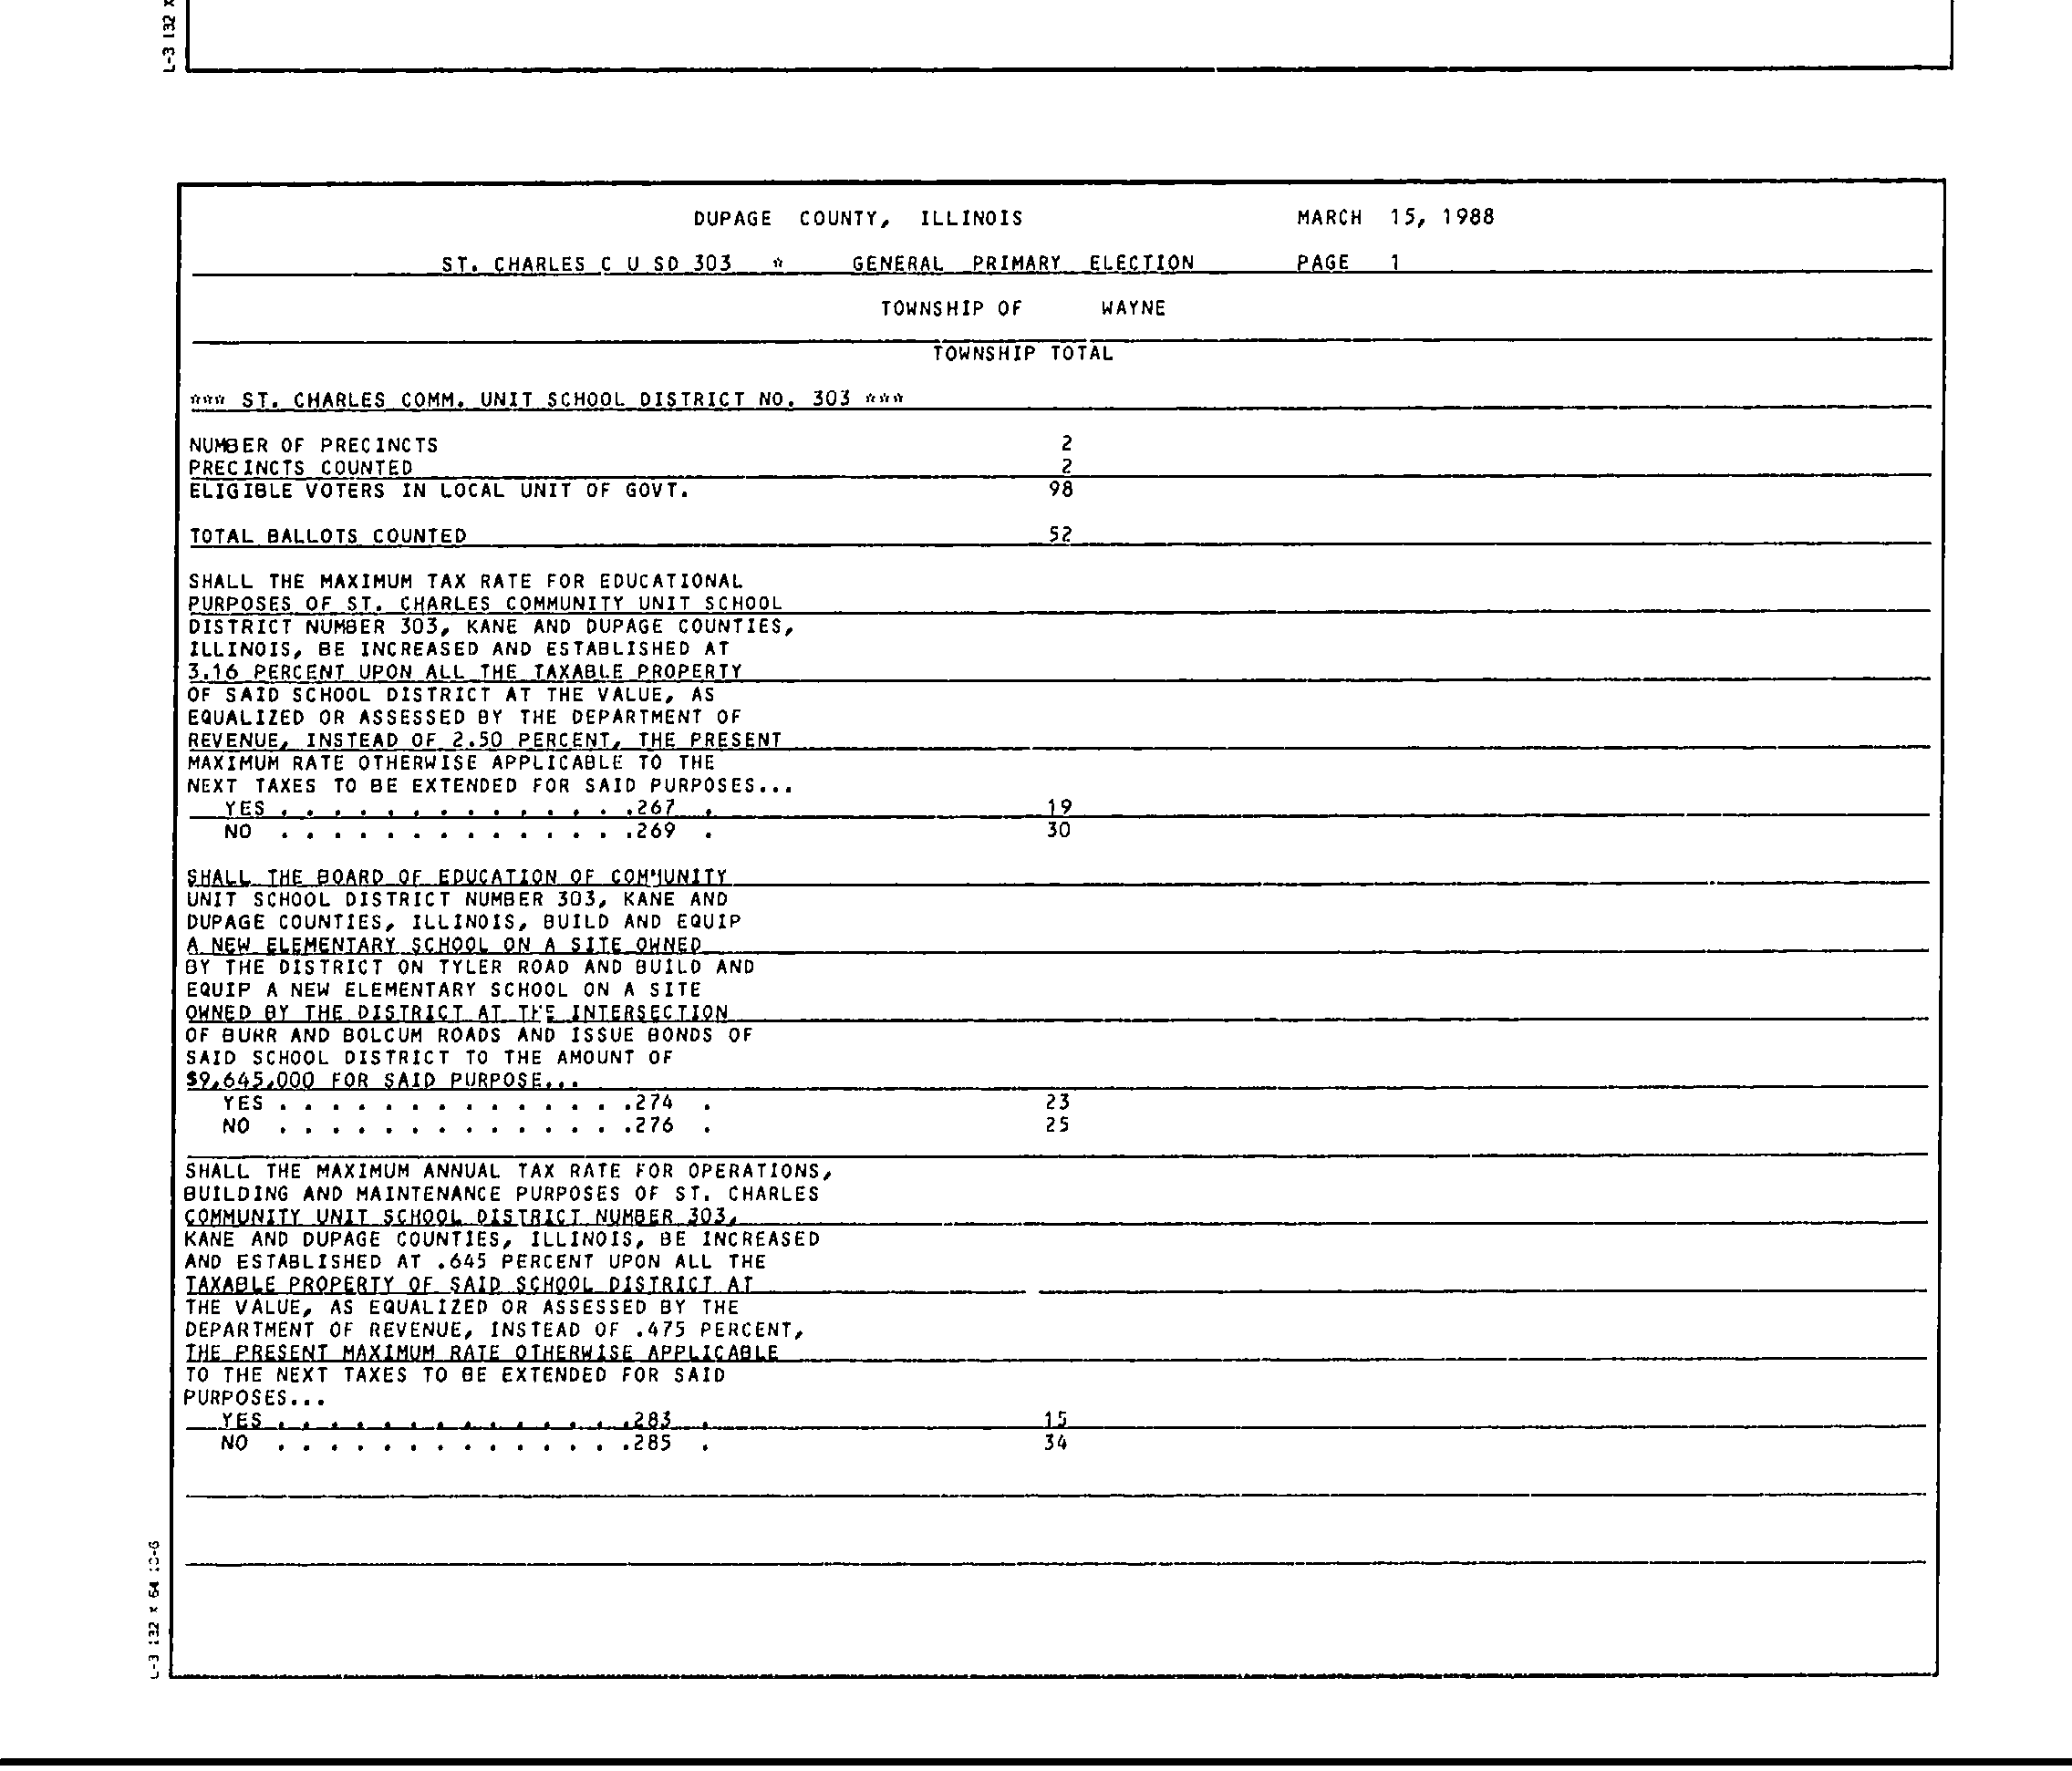 L-3 132 X
DUPAGE COUNTY, ILLINOIS MARCH 15, 1988
ST. CHARLES C U SD 303 * GENERAL PRIMARY ELECTION PAGE 1
TOWNSHIP OF WAYNE
TOWNSHIP TOTAL
*** ST. CHARLES COMM. UNIT SCHOOL DISTRICT NO. 303 ***
NUMBER OF PRECINCTS 2
PRECINCTS COUNTED 2
ELIGIBLE VOTERS IN LOCAL UNIT OF GOVT. 98
TOTAL BALLOTS COUNTED 52
SHALL THE MAXIMUM TAX RATE FOR EDUCATIONAL
PURPOSES OF ST. CHARLES COMMUNITY UNIT SCHOOL
DISTRICT NUMBER 303, KANE AND DUPAGE COUNTIES,
ILLINOIS, BE INCREASED AND ESTABLISHED AT
3.16 PERCENT UPON ALL THE TAXABLE PROPERTY
OF SAID SCHOOL DISTRICT AT THE VALUE, AS
EQUALIZED OR ASSESSED BY THE DEPARTMENT OF
REVENUE, INSTEAD OF 2.50 PERCENT, THE PRESENT
MAXIMUM RATE OTHERWISE APPLICABLE TO THE
NEXT TAXES TO BE EXTENDED FOR SAID PURPOSES...
YES . . . . . . . . . . . . . .267 . 19
NO . . . . . . . . . . . . . .269 . 30
SHALL THE BOARD OF EDUCATION OF COMMUNITY
UNIT SCHOOL DISTRICT NUMBER 303, KANE AND
DUPAGE COUNTIES, ILLINOIS, BUILD AND EQUIP
A NEW ELEMENTARY SCHOOL ON A SITE OWNED
BY THE DISTRICT ON TYLER ROAD AND BUILD AND
EQUIP A NEW ELEMENTARY SCHOOL ON A SITE
OWNED BY THE DISTRICT AT THE INTERSECTION
OF BURR AND BOLCUM ROADS AND ISSUE BONDS OF
SAID SCHOOL DISTRICT TO THE AMOUNT OF
$9,645,000 FOR SAID PURPOSE...
YES . . . . . . . . . . . . . .274 . 23
NO . . . . . . . . . . . . . .276 . 25
SHALL THE MAXIMUM ANNUAL TAX RATE FOR OPERATIONS,
BUILDING AND MAINTENANCE PURPOSES OF ST. CHARLES
COMMUNITY UNIT SCHOOL DISTRICT NUMBER 303,
KANE AND DUPAGE COUNTIES, ILLINOIS, BE INCREASED
AND ESTABLISHED AT .645 PERCENT UPON ALL THE
TAXABLE PROPERTY OF SAID SCHOOL DISTRICT AT
THE VALUE, AS EQUALIZED OR ASSESSED BY THE
DEPARTMENT OF REVENUE, INSTEAD OF .475 PERCENT,
THE PRESENT MAXIMUM RATE OTHERWISE APPLICABLE
TO THE NEXT TAXES TO BE EXTENDED FOR SAID
PURPOSES...
YES . . . . . . . . . . . . . .283 . 15
NO . . . . . . . . . . . . . .285 . 34
L-3 132 X 64